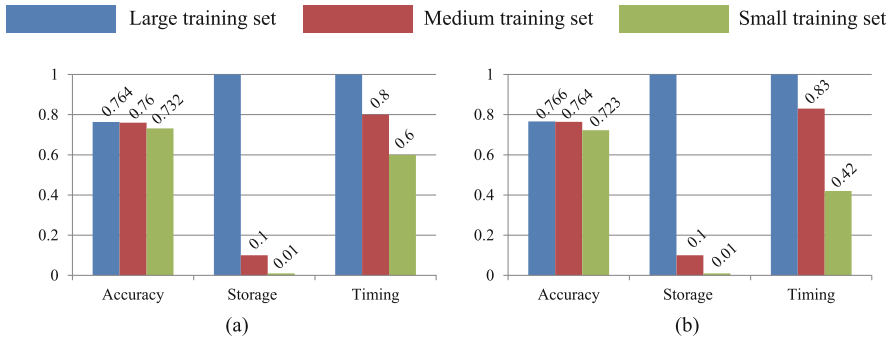 Large training set
Medium training set
Small training set
1
0.8
0.6
0.4
0.2
0
0.764
0.76
0.732
0.1
0.01
0.8
0.6
Accuracy
Storage
Timing
(a)
1
0.8
0.6
0.4
0.2
0
0.766
0.764
0.723
0.1
0.01
0.83
0.42
Accuracy
Storage
Timing
(b)